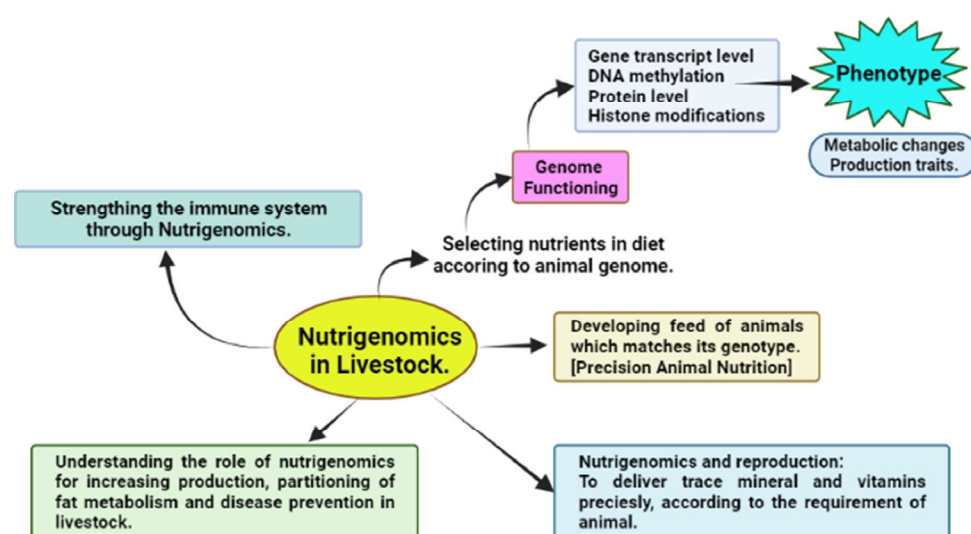 Gene transcript level
DNA methylation
Protein level
Histone modifications
Phenotype
Metabolic changes
Production traits.
Genome
Functioning
Strengthing the immune system
through Nutrigenomics.
Selecting nutrients in diet
accoring to animal genome.
Nutrigenomics
in Livestock.
Developing feed of animals
which matches its genotype.
[Precision Animal Nutrition]
Understanding the role of nutrigenomics
for increasing production, partitioning of
fat metabolism and disease prevention in
livestock.
Nutrigenomics and reproduction:
To deliver trace mineral and vitamins
preciesly, according to the requirement of
animal.